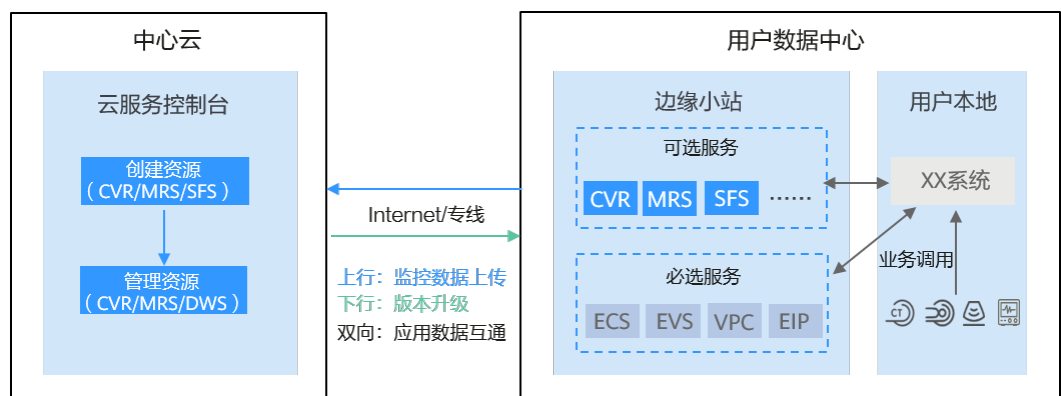 中心云
云服务控制台
创建资源
（CVR/MRS/SFS）
管理资源
（CVR/MRS/DWS）
Internet/专线
上行：监控数据上传
下行：版本升级
双向：应用数据互通
用户数据中心
边缘小站
可选服务
CVR MRS SFS ······
必选服务
ECS EVS VPC EIP
用户本地
XX系统
业务调用
CT